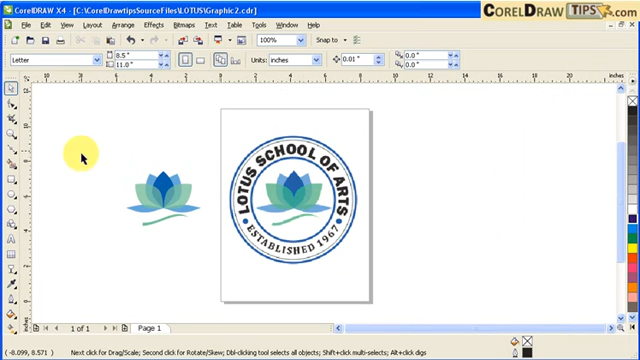 CorelDRAW X4 - [C:\CorelDrawtipsSourceFiles\LOTUS\Graphic2.cdr]
CORELDRAW TIPS.com
File Edit View Layout Arrange Effects Bitmaps Text Table Tools Window Help
100% Snap to
Letter 8.5 " 11.0 " Units: inches 0.01 " 0.0 " 0.0 "
inches
LOTUS SCHOOL OF ARTS
ESTABLISHED 1967
1 of 1 Page 1
(-8.099, 8.571) Next click for Drag/Scale; Second click for Rotate/Skew; Dbl-clicking tool selects all objects; Shift+click multi-selects; Alt+click digs